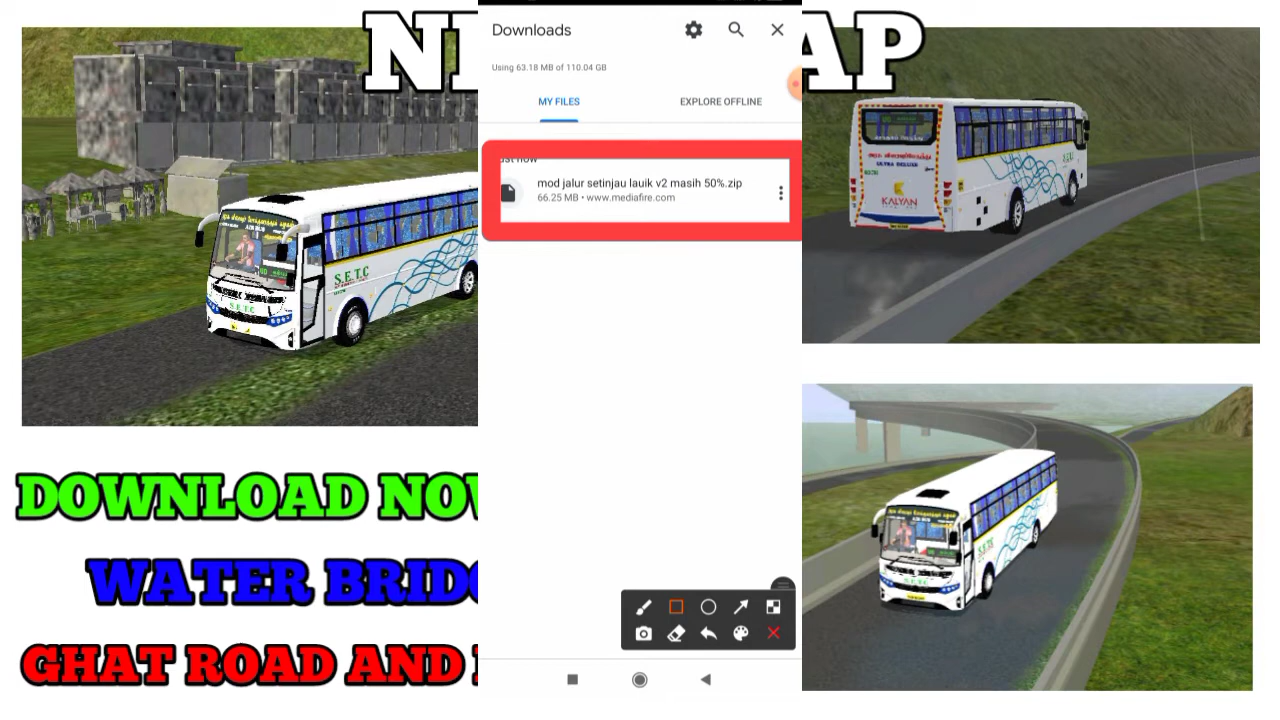 NE
AP
Downloads
Using 63.18 MB of 110.04 GB
MY FILES
EXPLORE OFFLINE
mod jalur setinjau lauik v2 masih 50%.zip
66.25 MB • www.mediafire.com
S.E.T.C
S.E.T.C
KALYAN
S.E.T.C
S.E.T.C
S.E.T.C
DOWNLOAD NOW
WATER BRIDG
GHAT ROAD AND